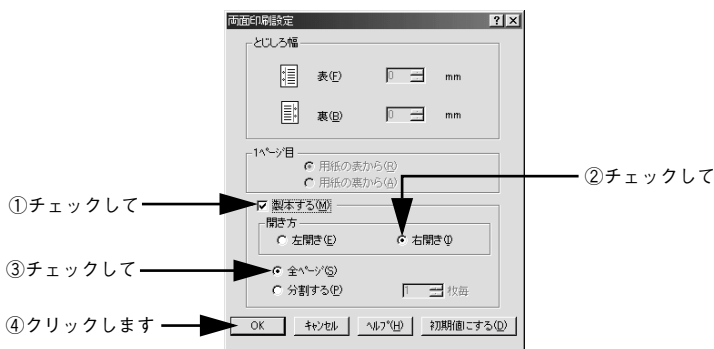 両面印刷設定
とじしろ幅
表(F) 0 mm
裏(B) 0 mm
1ページ目
用紙の表から(R)
用紙の裏から(A)
②チェックして
①チェックして
製本する(M)
開き方
左開き(E) 右開き(I)
③チェックして
全ページ(S)
分割する(P) 1 枚毎
④クリックします
OK キャンセル ヘルプ(H) 初期値にする(D)